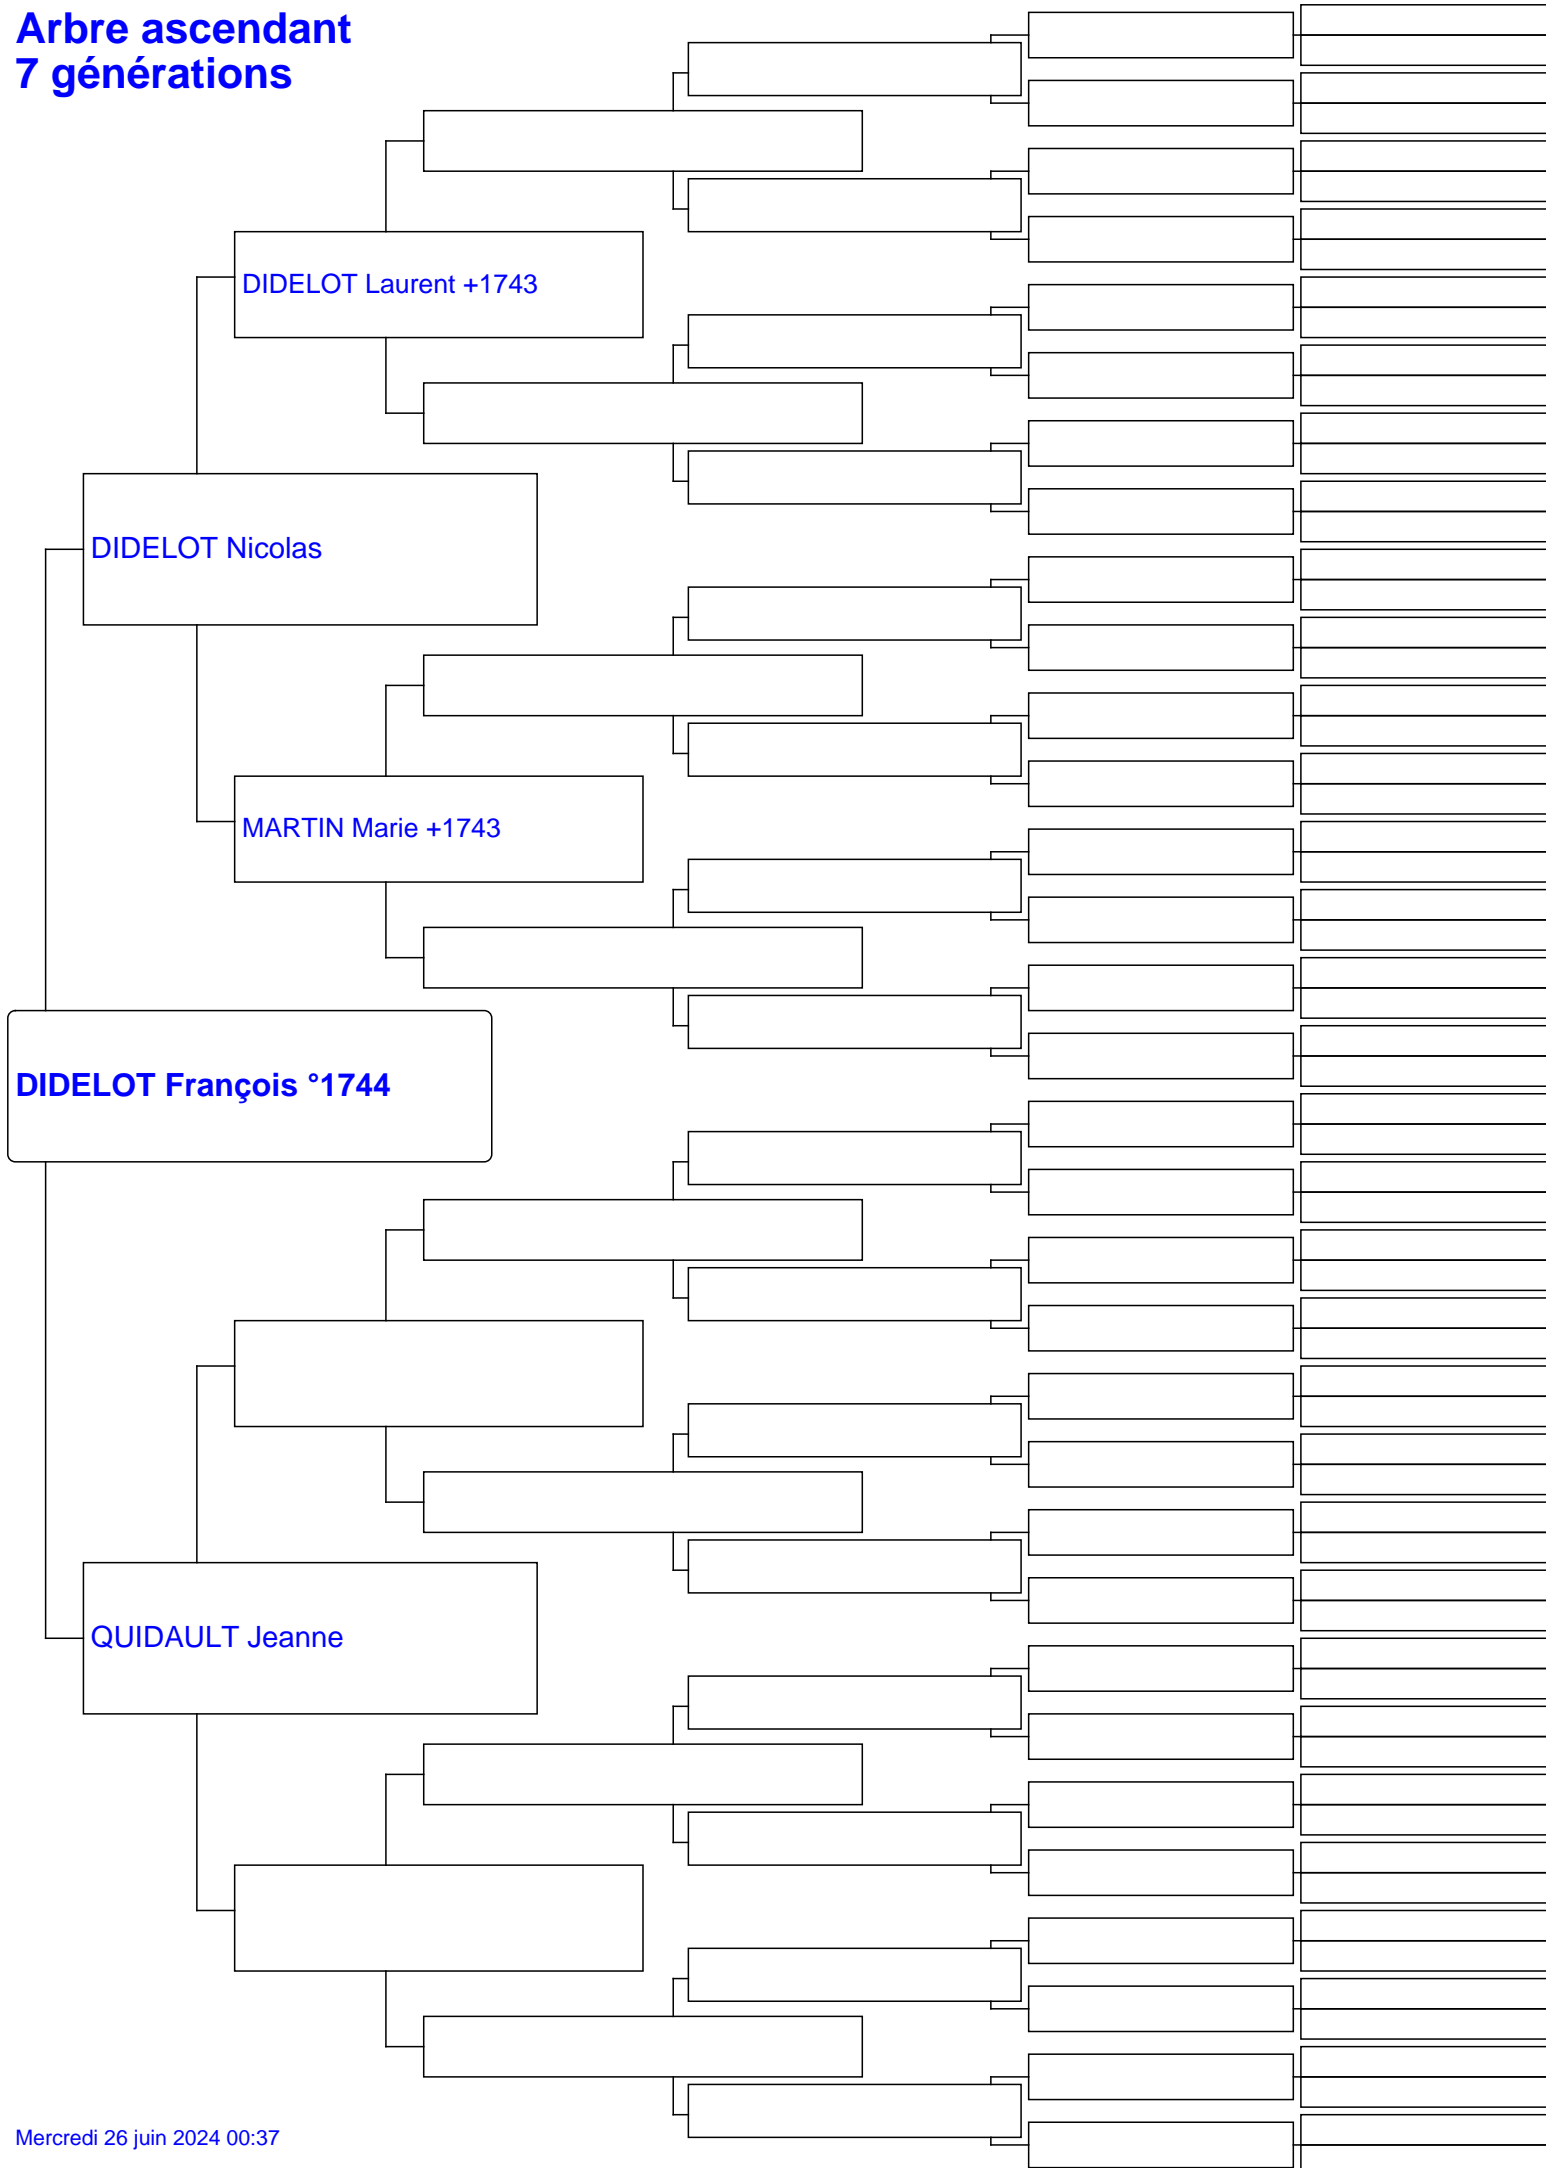 Arbre ascendant
7 générations
DIDELOT Laurent +1743
DIDELOT Nicolas
MARTIN Marie +1743
DIDELOT François °1744
QUIDAULT Jeanne
Mercredi 26 juin 2024 00:37